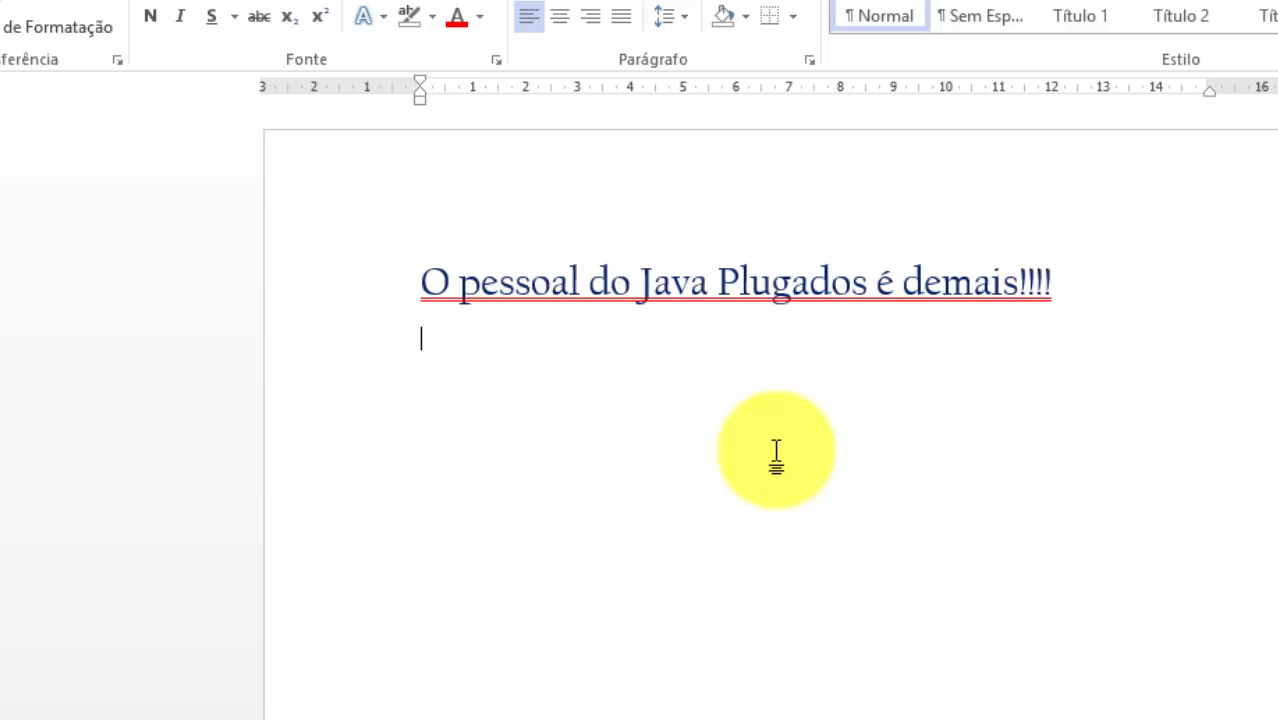 de Formatação N I S abc x₂ x² A ab A ¶ Normal ¶ Sem Esp... Título 1 Título 2
Fonte Parágrafo Estilo
3 2 1 1 2 3 4 5 6 7 8 9 10 11 12 13 14 16
O pessoal do Java Plugados é demais!!!!